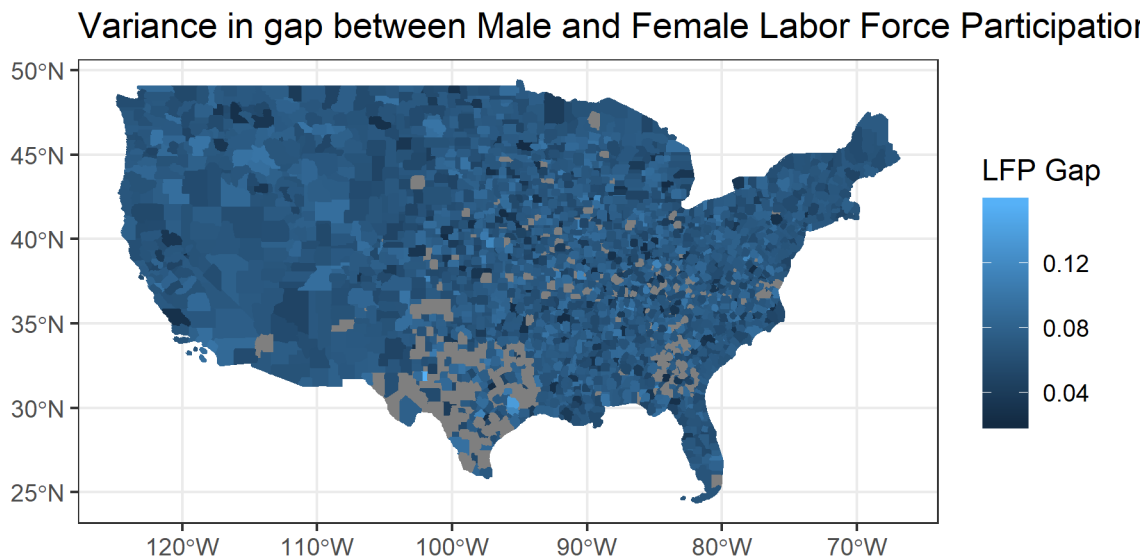 Variance in gap between Male and Female Labor Force Participation
50°N
45°N
40°N
35°N
30°N
25°N
120°W
110°W
100°W
90°W
80°W
70°W
LFP Gap
0.12
0.08
0.04